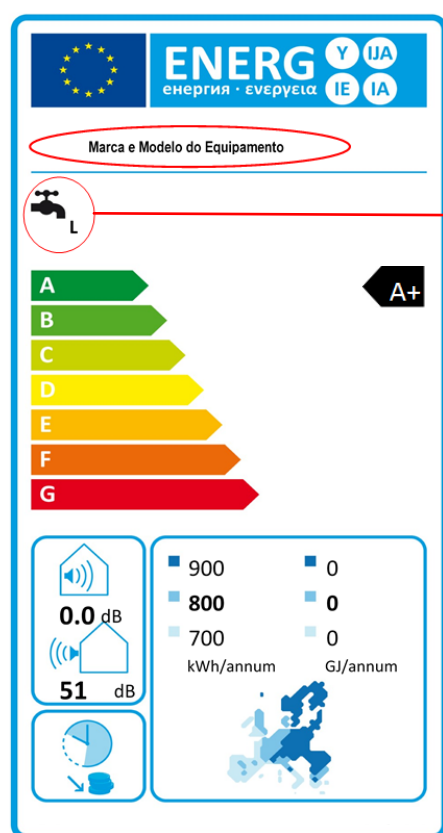 ENERG
енергия · ενεργεια
Y IJA
IE IA
Marca e Modelo do Equipamento
L
A A+
B
C
D
E
F
G
0.0 dB
51 dB
900 0
800 0
700 0
kWh/annum GJ/annum